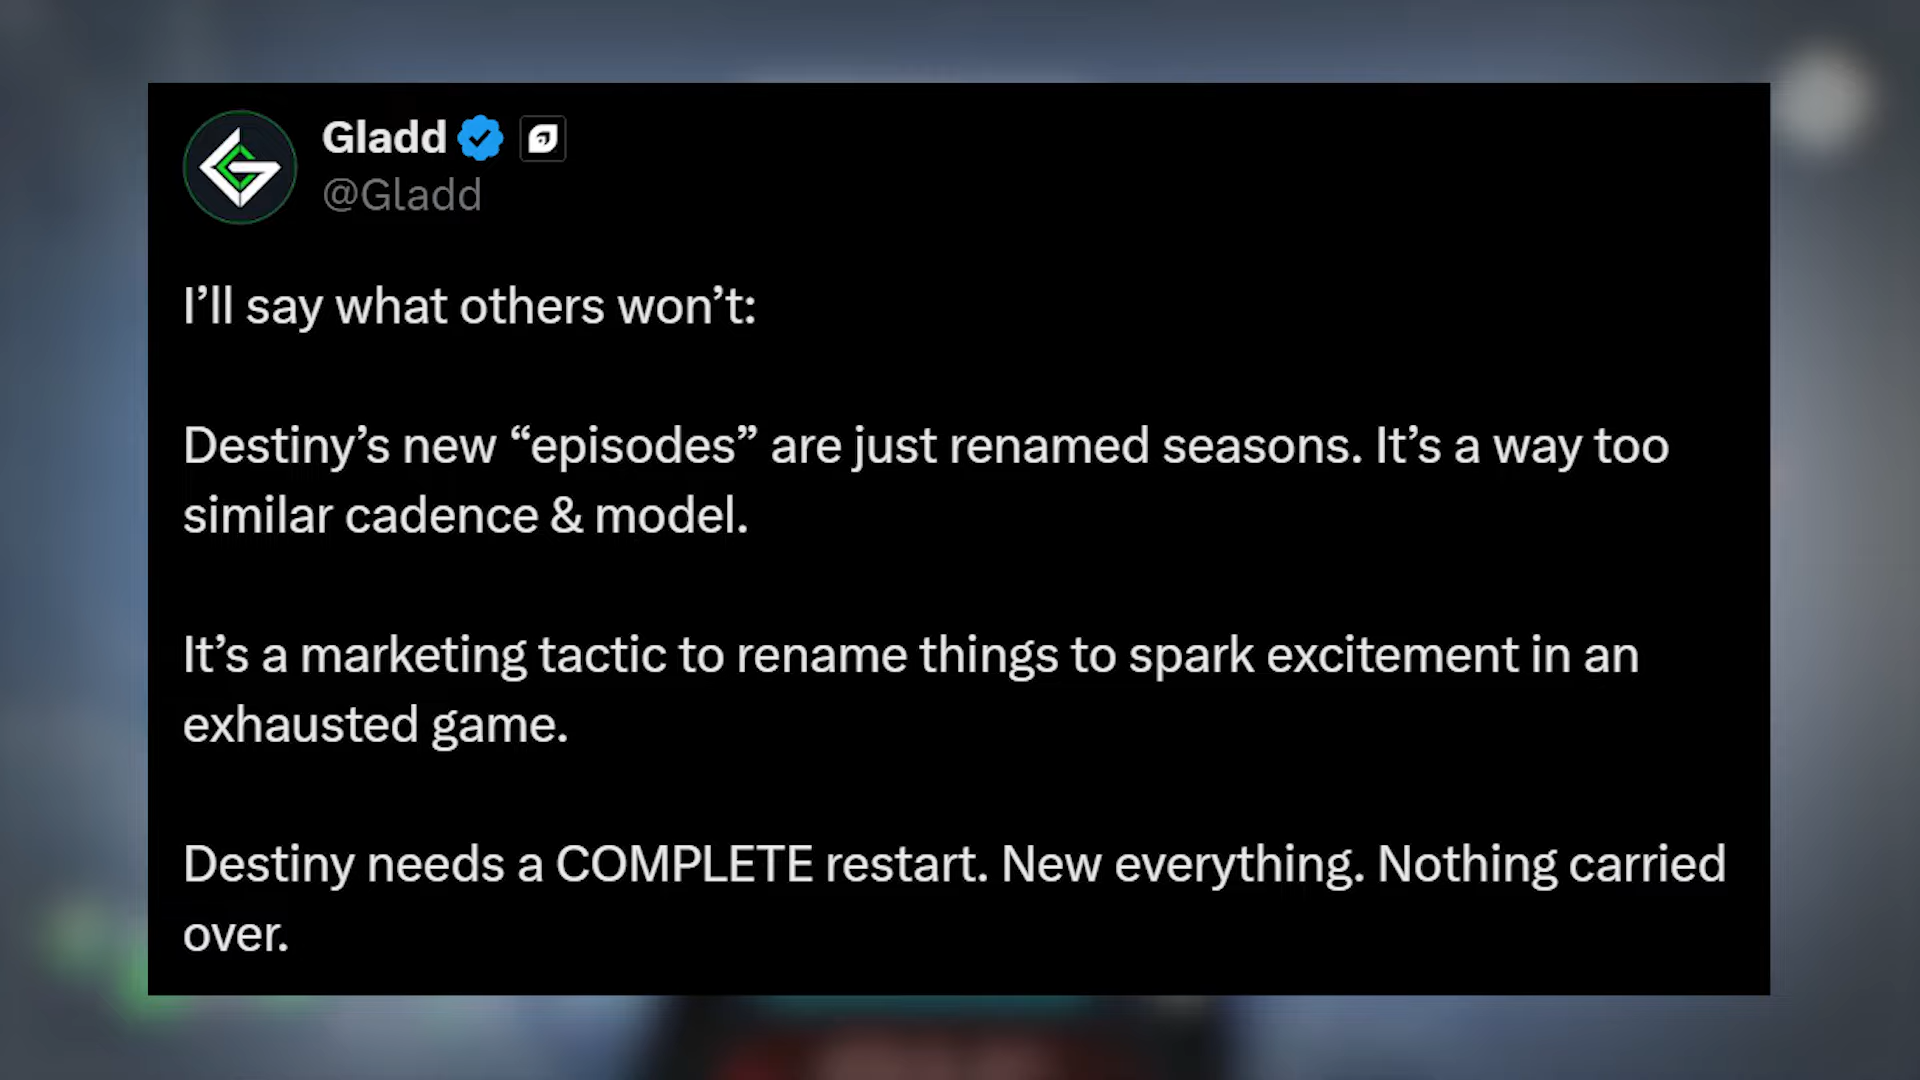 Gladd
@Gladd
I’ll say what others won’t:
Destiny’s new “episodes” are just renamed seasons. It’s a way too
similar cadence & model.
It’s a marketing tactic to rename things to spark excitement in an
exhausted game.
Destiny needs a COMPLETE restart. New everything. Nothing carried
over.